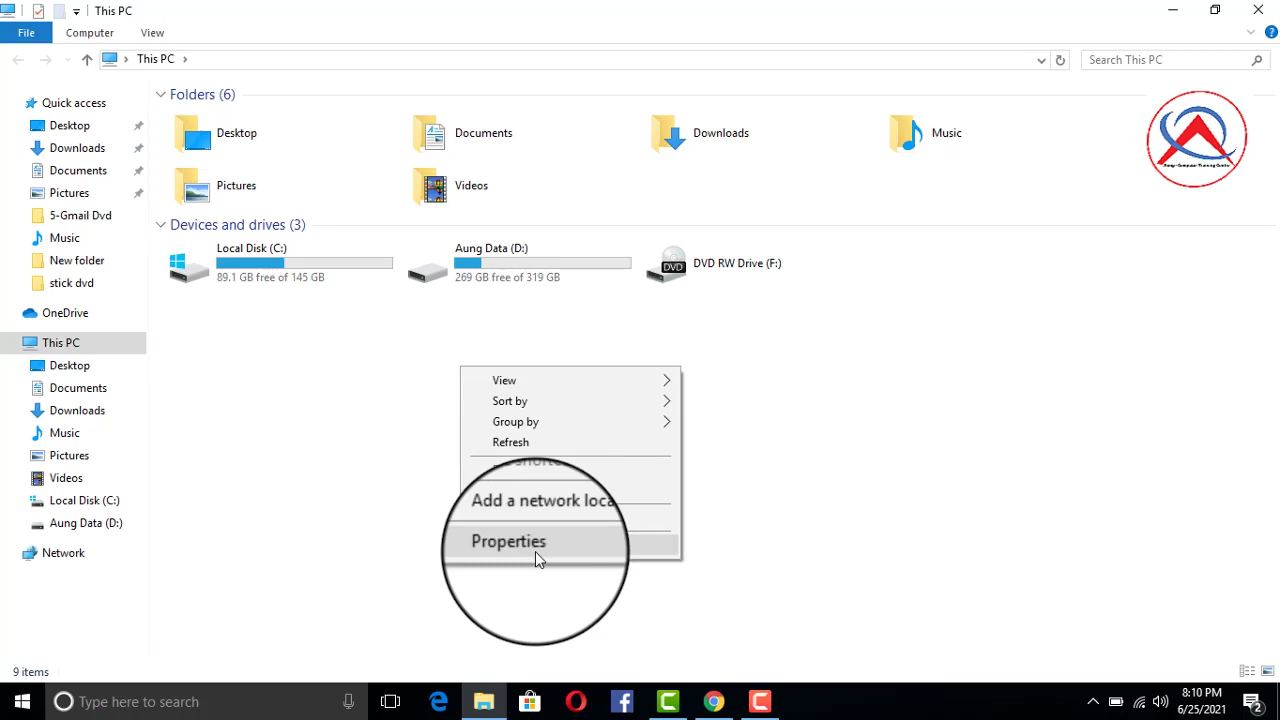 This PC
File Computer View
This PC
Search This PC
Quick access
Desktop
Downloads
Documents
Pictures
5-Gmail Dvd
Music
New folder
stick dvd
OneDrive
This PC
Desktop
Documents
Downloads
Music
Pictures
Videos
Local Disk (C:)
Aung Data (D:)
Network
Folders (6)
Desktop
Documents
Downloads
Music
Pictures
Videos
Devices and drives (3)
Local Disk (C:)
89.1 GB free of 145 GB
Aung Data (D:)
269 GB free of 319 GB
DVD RW Drive (F:)
DVD
View
Sort by
Group by
Refresh
Add a network loca
Properties
9 items
Type here to search
8:10 PM
6/25/2021
2